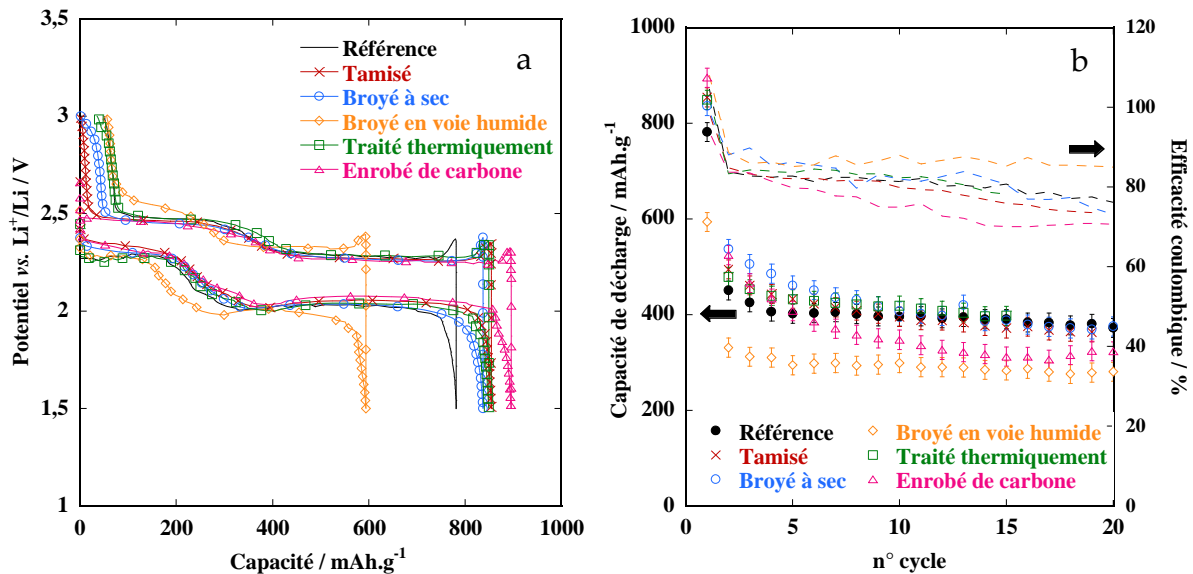 a
Référence
Tamisé
Broyé à sec
Broyé en voie humide
Traité thermiquement
Enrobé de carbone
Potentiel vs. Li⁺/Li / V
3,5
3
2,5
2
1,5
1
0 200 400 600 800 1000
Capacité / mAh.g⁻¹
b
Capacité de décharge / mAh.g⁻¹
1000
800
600
400
200
0
Efficacité coulombique / %
120
100
80
60
40
20
0
Référence
Tamisé
Broyé à sec
Broyé en voie humide
Traité thermiquement
Enrobé de carbone
0 5 10 15 20
n° cycle